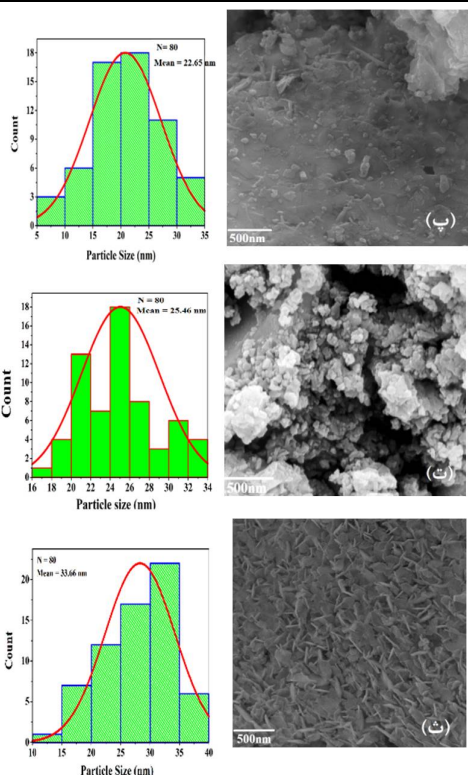 N= 80
Mean = 22.65 nm
18
15
12
9
6
3
0
Count
5 10 15 20 25 30 35
Particle Size (nm)
500nm
(پ)
N = 80
Mean = 25.46 nm
18
16
14
12
10
8
6
4
2
0
Count
16 18 20 22 24 26 28 30 32 34
Particle size (nm)
500nm
(ت)
N = 80
Mean = 33.66 nm
20
15
10
5
0
Count
10 15 20 25 30 35 40
Particle Size (nm)
500nm
(ث)